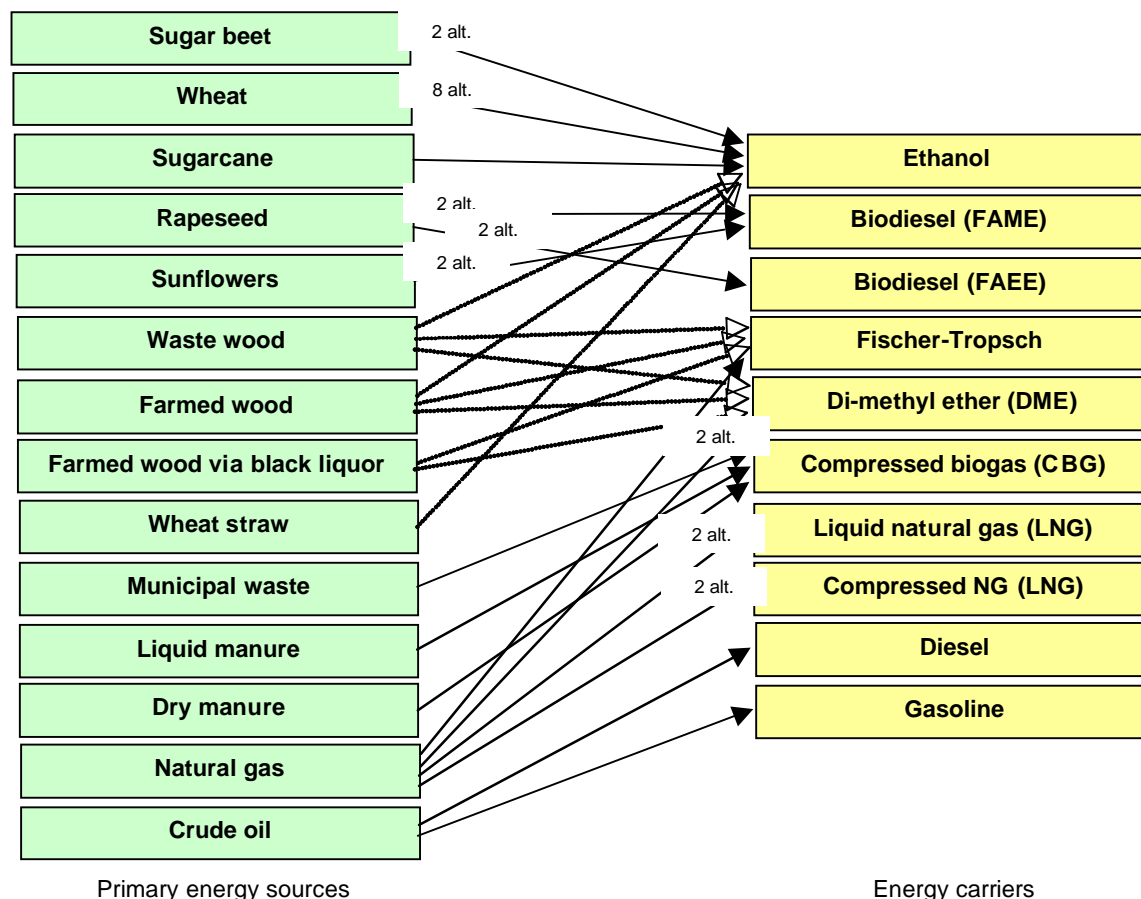 Sugar beet
2 alt.
Wheat
8 alt.
Sugarcane
Ethanol
Rapeseed
2 alt.
2 alt.
Biodiesel (FAME)
Sunflowers
2 alt.
Biodiesel (FAEE)
Waste wood
Fischer-Tropsch
Farmed wood
Di-methyl ether (DME)
2 alt.
Farmed wood via black liquor
Compressed biogas (CBG)
Wheat straw
2 alt.
Liquid natural gas (LNG)
Municipal waste
2 alt.
Compressed NG (LNG)
Liquid manure
Diesel
Dry manure
Gasoline
Natural gas
Crude oil
Primary energy sources
Energy carriers